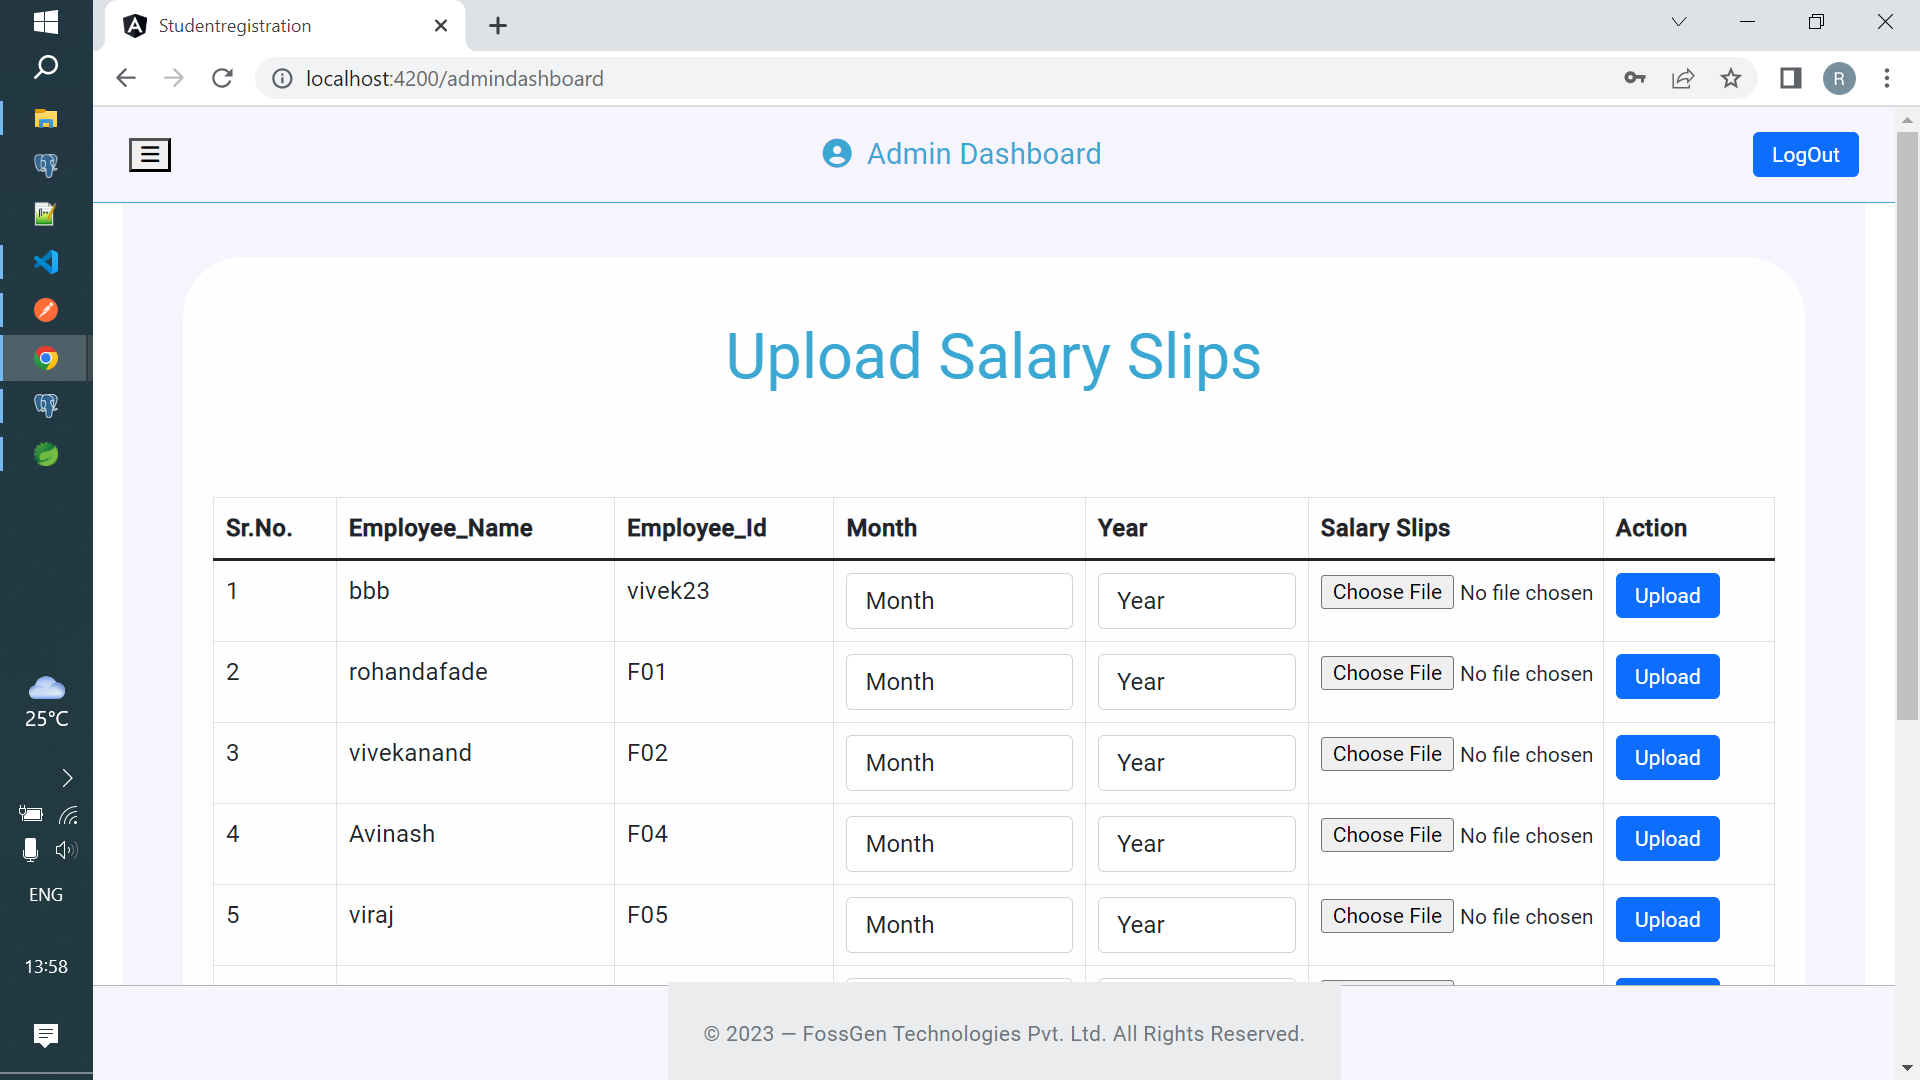 Studentregistration
localhost:4200/admindashboard
R
Admin Dashboard
LogOut
Upload Salary Slips
Sr.No. Employee_Name Employee_Id Month Year Salary Slips Action
1 bbb vivek23 Month Year Choose File No file chosen Upload
2 rohandafade F01 Month Year Choose File No file chosen Upload
3 vivekanand F02 Month Year Choose File No file chosen Upload
4 Avinash F04 Month Year Choose File No file chosen Upload
5 viraj F05 Month Year Choose File No file chosen Upload
© 2023 — FossGen Technologies Pvt. Ltd. All Rights Reserved.
25°C
ENG
13:58